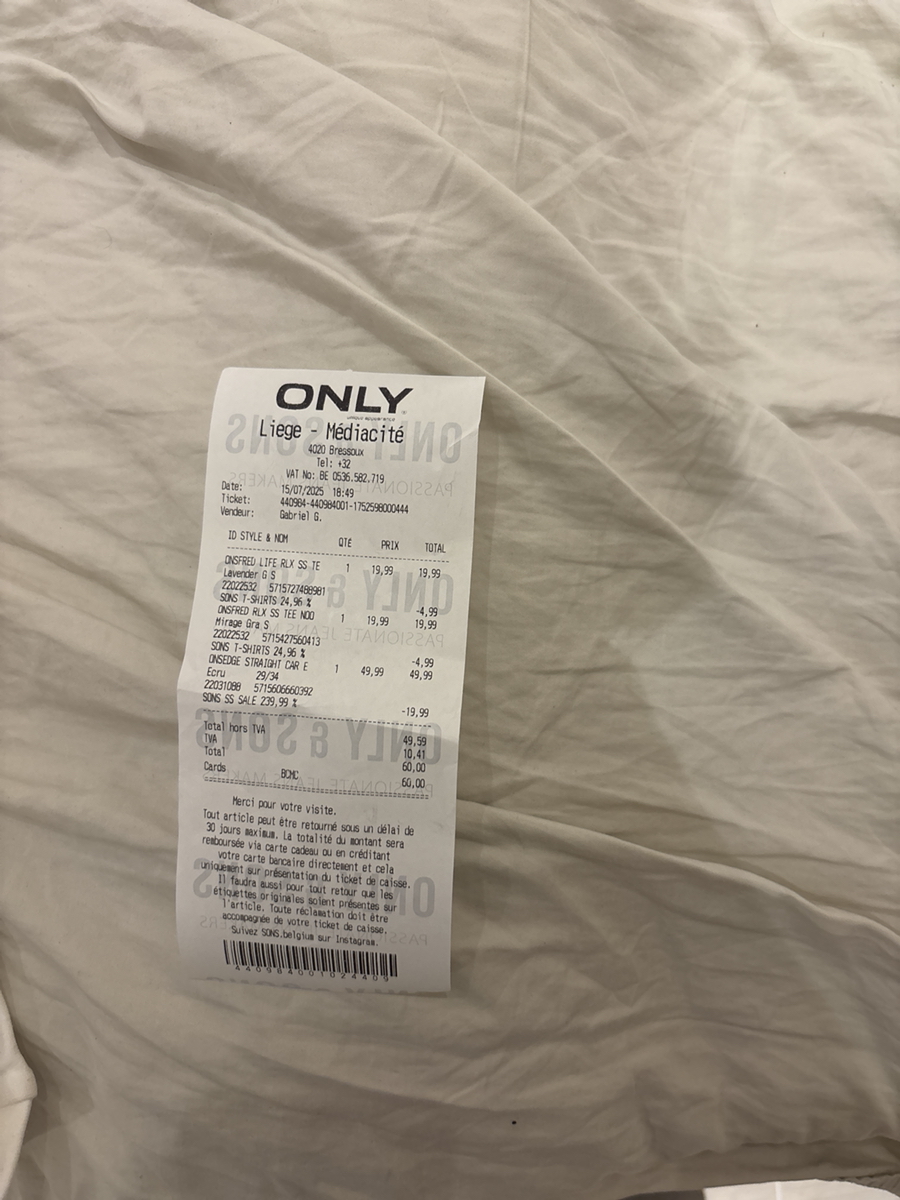 ONLY
Liege - Médiacité
4020 Bressoux
Tel: +32
VAT No: BE 0536.582.719
Date: 15/07/2025 18:49
Ticket: 440984-440984001-1752598000444
Vendeur: Gabriel G.
ID STYLE & NOM QTÉ PRIX TOTAL
ONSFRED LIFE RLX SS TE 1 19,99 19,99
Lavender G S
22022532 5715727488981
SONS T-SHIRTS 24,96 % -4,99
ONSFRED RLX SS TEE NOO 1 19,99 19,99
Mirage Gra S
22022532 5715427560413
SONS T-SHIRTS 24,96 % -4,99
ONSEDGE STRAIGHT CAR E 1 49,99 49,99
Ecru 29/34
22031088 5715606660392
SONS SS SALE 239,99 % -19,99
Total hors TVA 49,59
TVA 10,41
Total 60,00
Cards BCMC 60,00
Merci pour votre visite.
Tout article peut être retourné sous un délai de
30 jours maximum. La totalité du montant sera
remboursée via carte cadeau ou en créditant
votre carte bancaire directement et cela
uniquement sur présentation du ticket de caisse.
Il faudra aussi pour tout retour que les
étiquettes originales soient présentes sur
l'article. Toute réclamation doit être
accompagnée de votre ticket de caisse.
Suivez SONS.belgium sur Instagram.
440984001024409